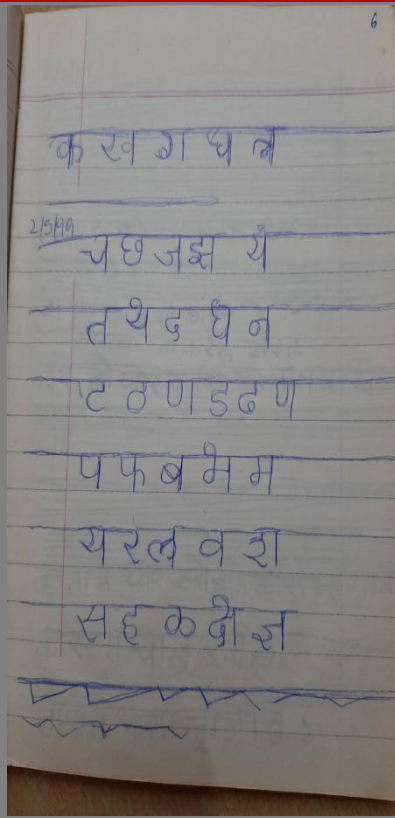 6
क ख ग घ ल
2/5/99
च छ ज झ ये
त थ द ध न
ट ठ ण ड ढ ण
प फ ब भ म
य र ल व श
स ह ळ क्ष ज्ञ